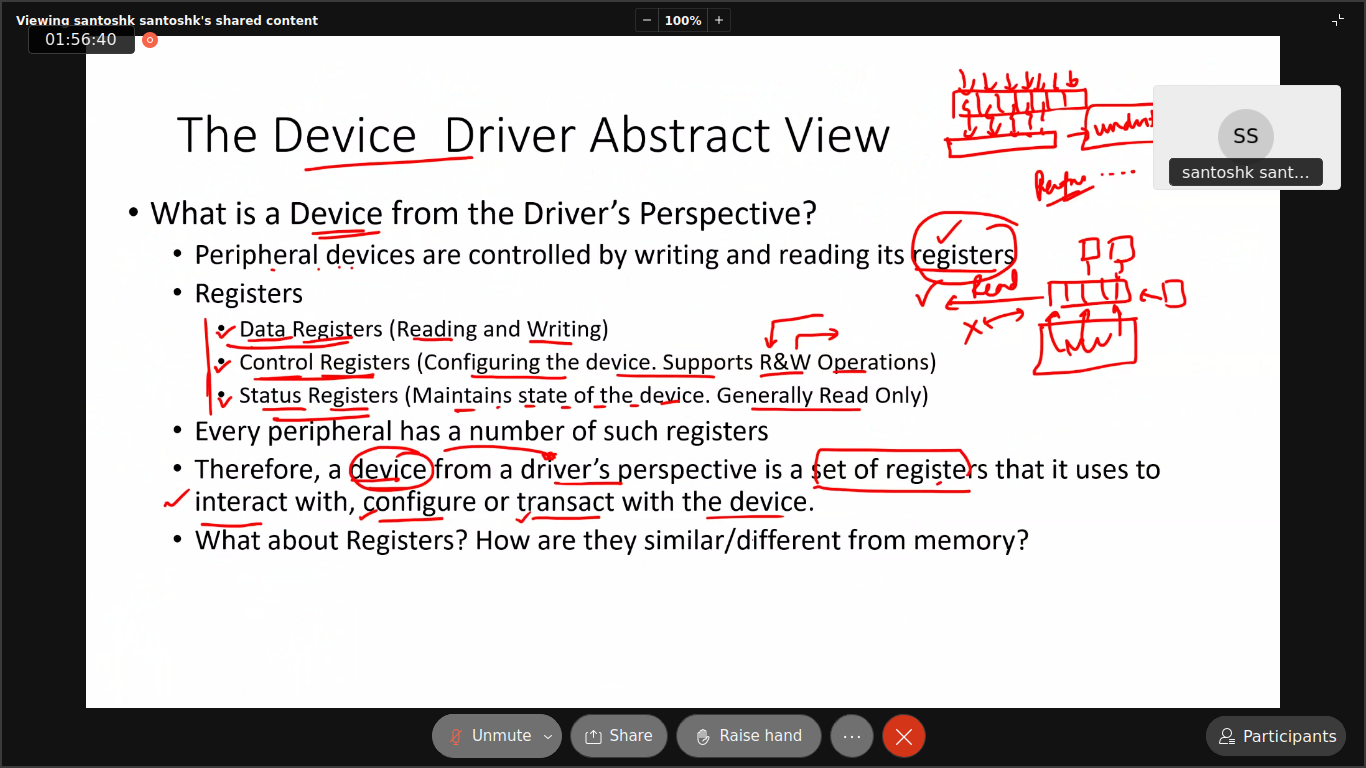 Viewing santoshk santoshk's shared content
− 100% +
01:56:40
The Device Driver Abstract View
SS
santoshk sant...
• What is a Device from the Driver’s Perspective?
• Peripheral devices are controlled by writing and reading its registers
• Registers
Read
• Data Registers (Reading and Writing)
• Control Registers (Configuring the device. Supports R&W Operations)
• Status Registers (Maintains state of the device. Generally Read Only)
• Every peripheral has a number of such registers
• Therefore, a device from a driver’s perspective is a set of registers that it uses to
interact with, configure or transact with the device.
• What about Registers? How are they similar/different from memory?
Unmute
Share
Raise hand
...
Participants